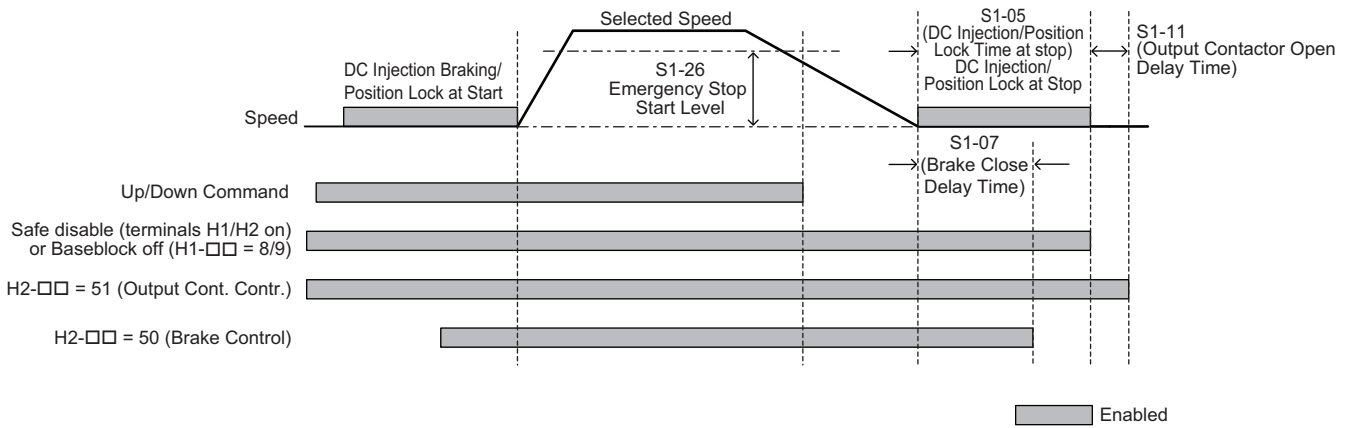 Selected Speed
S1-05
(DC Injection/Position
Lock Time at stop)
DC Injection/
Position Lock at Stop
S1-11
(Output Contactor Open
Delay Time)
DC Injection Braking/
Position Lock at Start
S1-26
Emergency Stop
Start Level
Speed
S1-07
(Brake Close
Delay Time)
Up/Down Command
Safe disable (terminals H1/H2 on)
or Baseblock off (H1-□□ = 8/9)
H2-□□ = 51 (Output Cont. Contr.)
H2-□□ = 50 (Brake Control)
Enabled